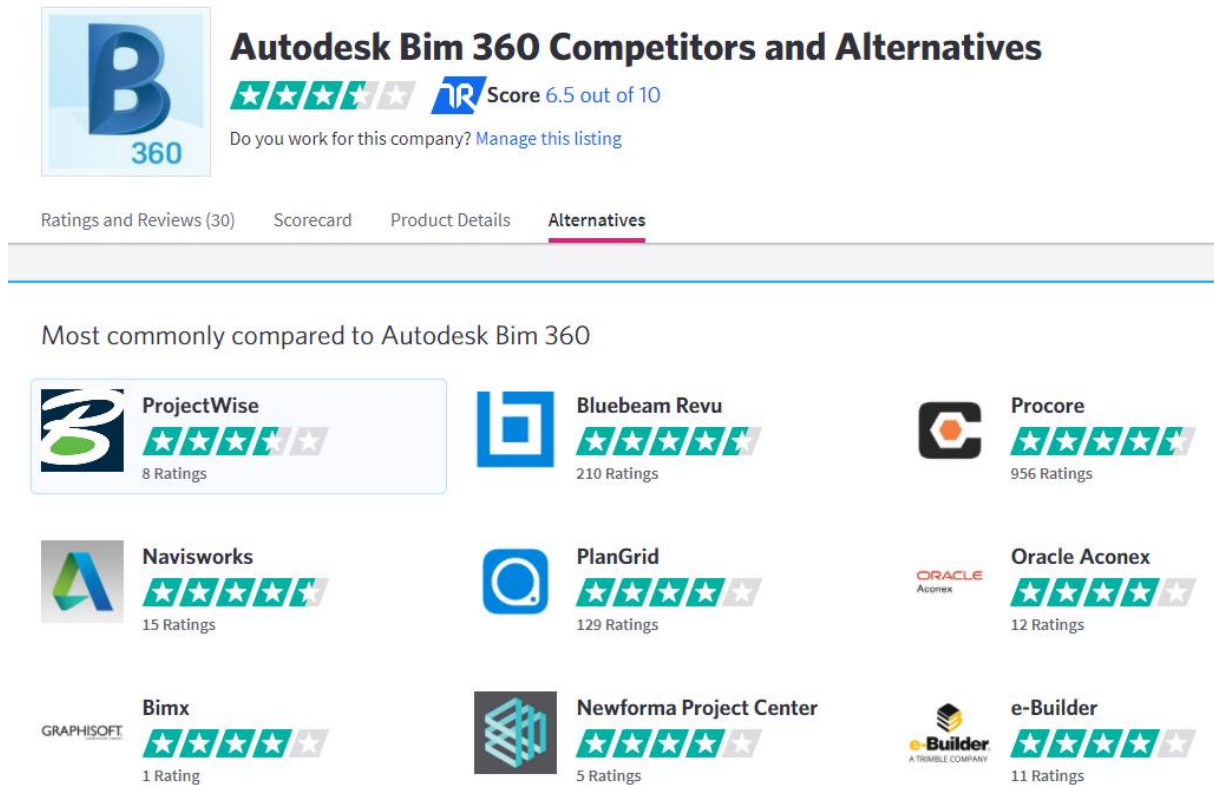 B
360
Autodesk Bim 360 Competitors and Alternatives
TR Score 6.5 out of 10
Do you work for this company? Manage this listing
Ratings and Reviews (30) Scorecard Product Details Alternatives
Most commonly compared to Autodesk Bim 360
ProjectWise
8 Ratings
Bluebeam Revu
210 Ratings
Procore
956 Ratings
Navisworks
15 Ratings
PlanGrid
129 Ratings
ORACLE
Aconex
Oracle Aconex
12 Ratings
GRAPHISOFT
Bimx
1 Rating
Newforma Project Center
5 Ratings
e-Builder
A TRIMBLE COMPANY
e-Builder
11 Ratings